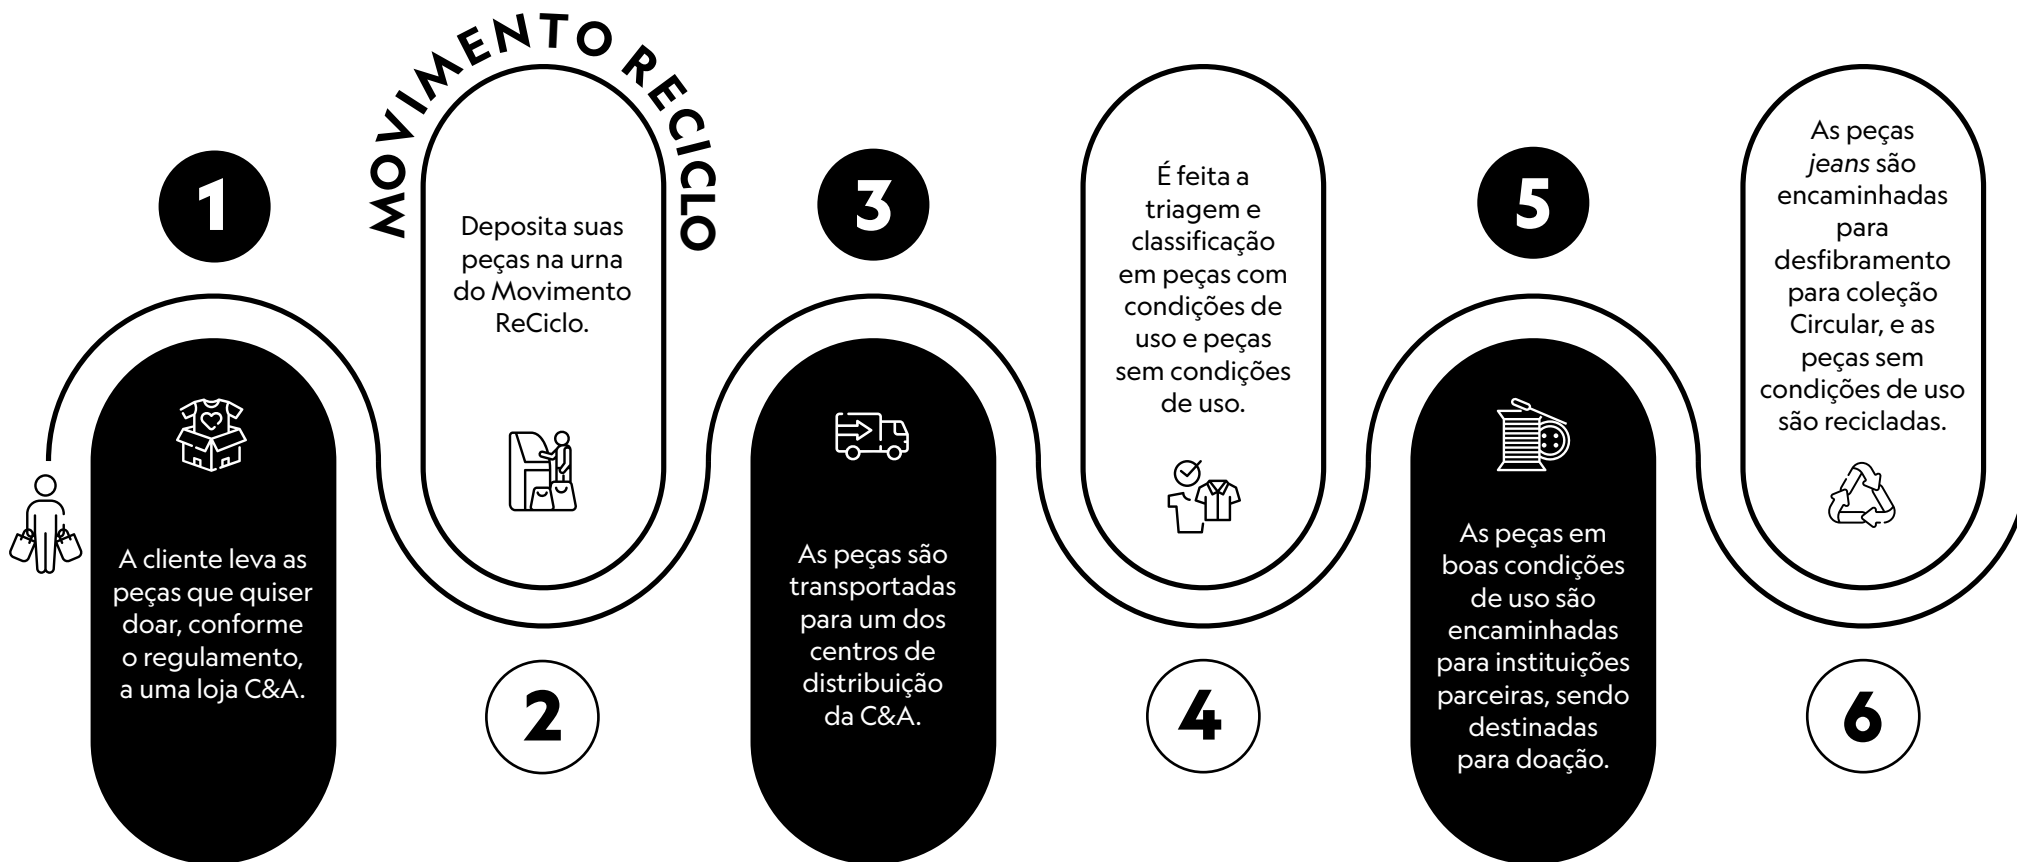 MOVIMENTO RECICLO
1
A cliente leva as
peças que quiser
doar, conforme
o regulamento,
a uma loja C&A.
Deposita suas
peças na urna
do Movimento
ReCiclo.
2
3
As peças são
transportadas
para um dos
centros de
distribuição
da C&A.
É feita a
triagem e
classificação
em peças com
condições de
uso e peças
sem condições
de uso.
4
5
As peças em
boas condições
de uso são
encaminhadas
para instituições
parceiras, sendo
destinadas
para doação.
As peças
jeans são
encaminhadas
para
desfibramento
para coleção
Circular, e as
peças sem
condições de uso
são recicladas.
6